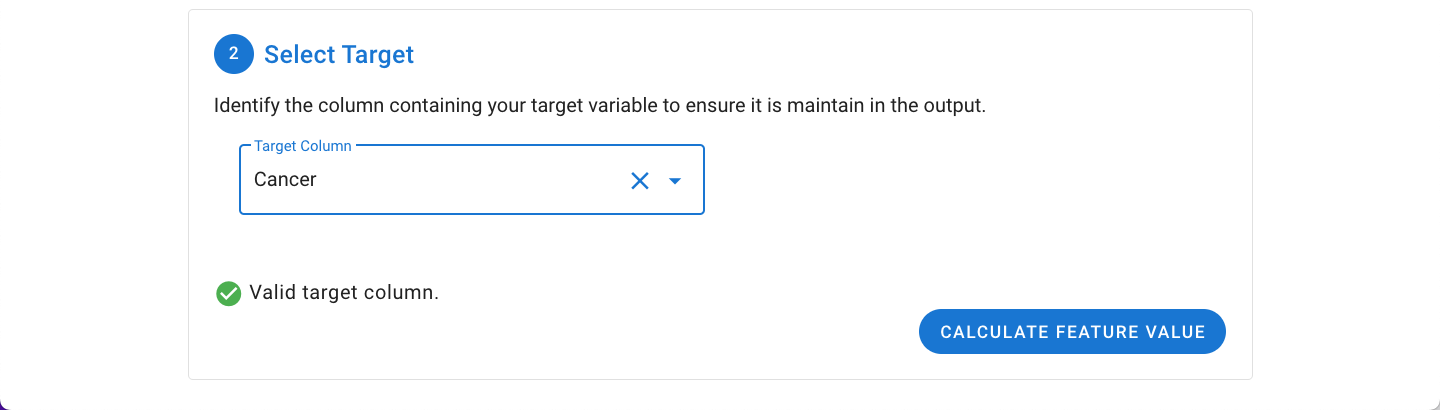 2 Select Target
Identify the column containing your target variable to ensure it is maintain in the output.
Target Column
Cancer
Valid target column.
CALCULATE FEATURE VALUE